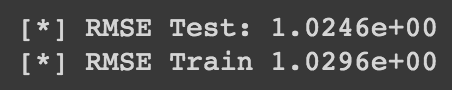 [*] RMSE Test: 1.0246e+00
[*] RMSE Train 1.0296e+00